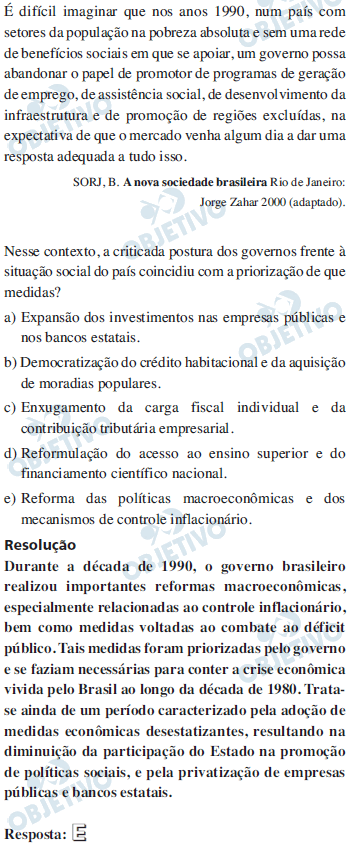 É difícil imaginar que nos anos 1990, num país com
setores da população na pobreza absoluta e sem uma rede
de benefícios sociais em que se apoiar, um governo possa
abandonar o papel de promotor de programas de geração
de emprego, de assistência social, de desenvolvimento da
infraestrutura e de promoção de regiões excluídas, na
expectativa de que o mercado venha algum dia a dar uma
resposta adequada a tudo isso.
SORJ, B. A nova sociedade brasileira Rio de Janeiro:
Jorge Zahar 2000 (adaptado).
Nesse contexto, a criticada postura dos governos frente à
situação social do país coincidiu com a priorização de que
medidas?
a) Expansão dos investimentos nas empresas públicas e
nos bancos estatais.
b) Democratização do crédito habitacional e da aquisição
de moradias populares.
c) Enxugamento da carga fiscal individual e da
contribuição tributária empresarial.
d) Reformulação do acesso ao ensino superior e do
financiamento científico nacional.
e) Reforma das políticas macroeconômicas e dos
mecanismos de controle inflacionário.
Resolução
Durante a década de 1990, o governo brasileiro
realizou importantes reformas macroeconômicas,
especialmente relacionadas ao controle inflacionário,
bem como medidas voltadas ao combate ao déficit
público. Tais medidas foram priorizadas pelo governo
e se faziam necessárias para conter a crise econômica
vivida pelo Brasil ao longo da década de 1980. Trata-
se ainda de um período caracterizado pela adoção de
medidas econômicas desestatizantes, resultando na
diminuição da participação do Estado na promoção
de políticas sociais, e pela privatização de empresas
públicas e bancos estatais.
Resposta: E
OBJETIVO
OBJETIVO
OBJETIVO
OBJETIVO
OBJETIVO
OBJETIVO
OBJETIVO